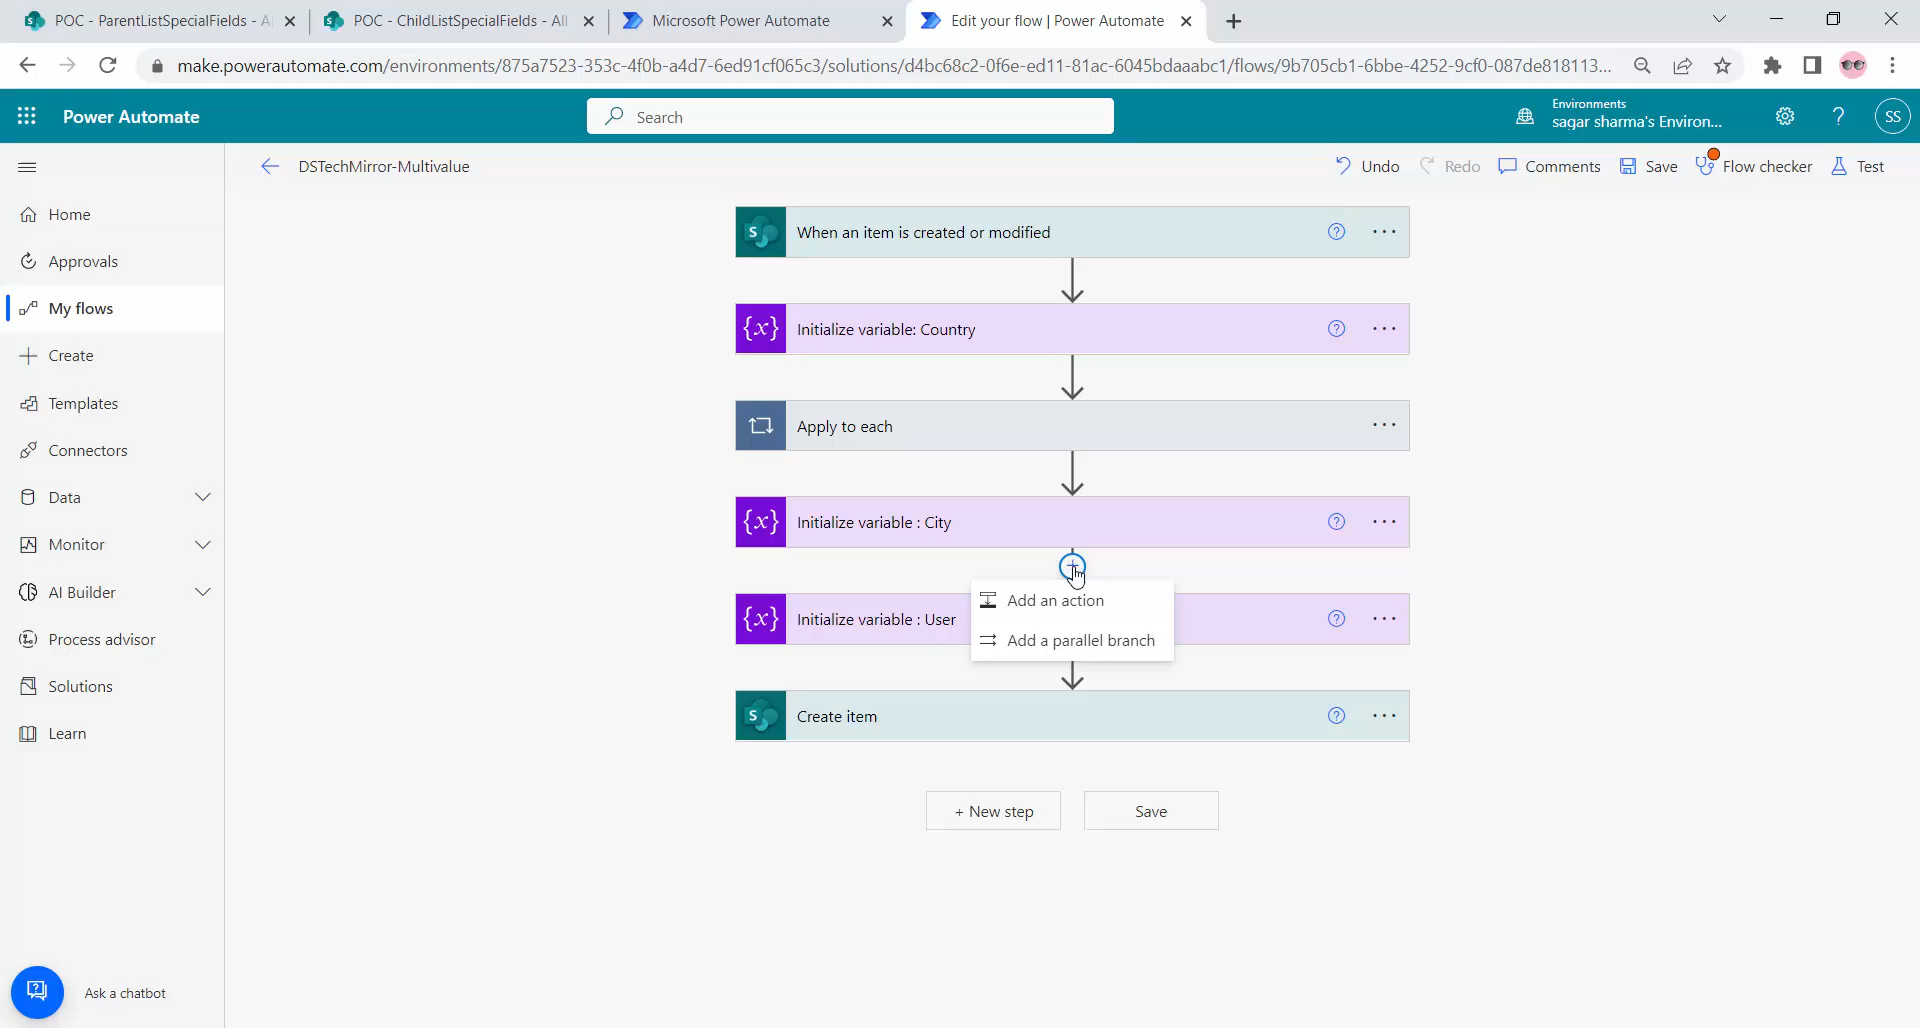 POC - ParentListSpecialFields - A
POC - ChildListSpecialFields - All
Microsoft Power Automate
Edit your flow | Power Automate
make.powerautomate.com/environments/875a7523-353c-4f0b-a4d7-6ed91cf065c3/solutions/d4bc68c2-0f6e-ed11-81ac-6045bdaaabc1/flows/9b705cb1-6bbe-4252-9cf0-087de818113...
Power Automate
Search
Environments
sagar sharma's Environ...
?
SS
DSTechMirror-Multivalue
Undo
Redo
Comments
Save
Flow checker
Test
Home
Approvals
My flows
Create
Templates
Connectors
Data
Monitor
AI Builder
Process advisor
Solutions
Learn
Ask a chatbot
When an item is created or modified
Initialize variable: Country
Apply to each
Initialize variable : City
Add an action
Initialize variable : User
Add a parallel branch
Create item
+ New step
Save